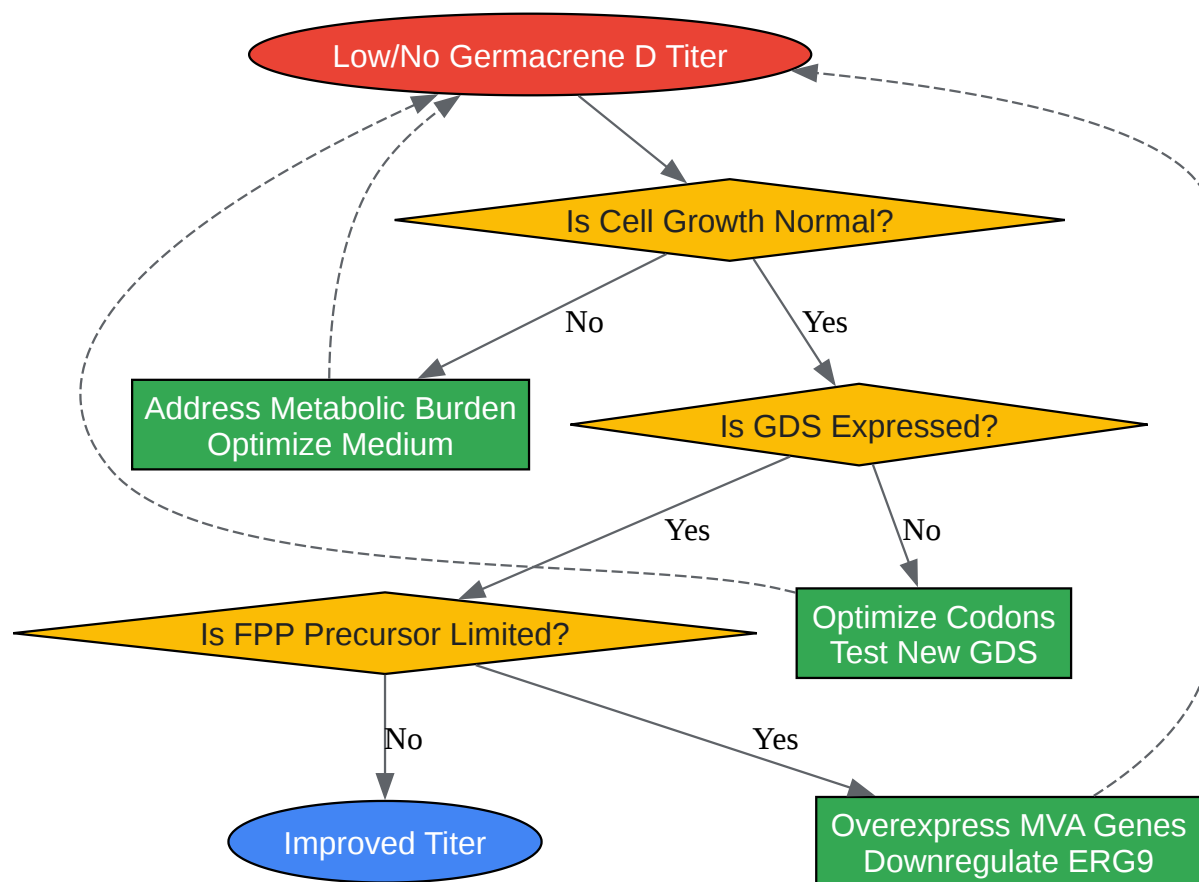 Low/No Germacrene D Titer
Is Cell Growth Normal?
No
Yes
Address Metabolic Burden
Optimize Medium
Is GDS Expressed?
Yes
No
Is FPP Precursor Limited?
Optimize Codons
Test New GDS
No
Yes
Improved Titer
Overexpress MVA Genes
Downregulate ERG9